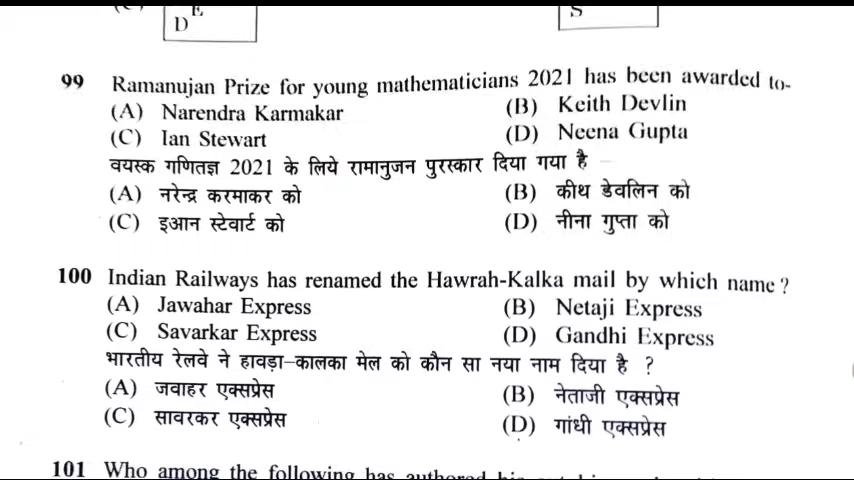 E
D
S
99 Ramanujan Prize for young mathematicians 2021 has been awarded to-
(A) Narendra Karmakar (B) Keith Devlin
(C) Ian Stewart (D) Neena Gupta
वयस्क गणितज्ञ 2021 के लिये रामानुजन पुरस्कार दिया गया है
(A) नरेन्द्र करमाकर को (B) कीथ डेवलिन को
(C) इआन स्टेवार्ट को (D) नीना गुप्ता को
100 Indian Railways has renamed the Hawrah-Kalka mail by which name ?
(A) Jawahar Express (B) Netaji Express
(C) Savarkar Express (D) Gandhi Express
भारतीय रेलवे ने हावड़ा-कालका मेल को कौन सा नया नाम दिया है ?
(A) जवाहर एक्सप्रेस (B) नेताजी एक्सप्रेस
(C) सावरकर एक्सप्रेस (D) गांधी एक्सप्रेस
101 Who among the following has authored his